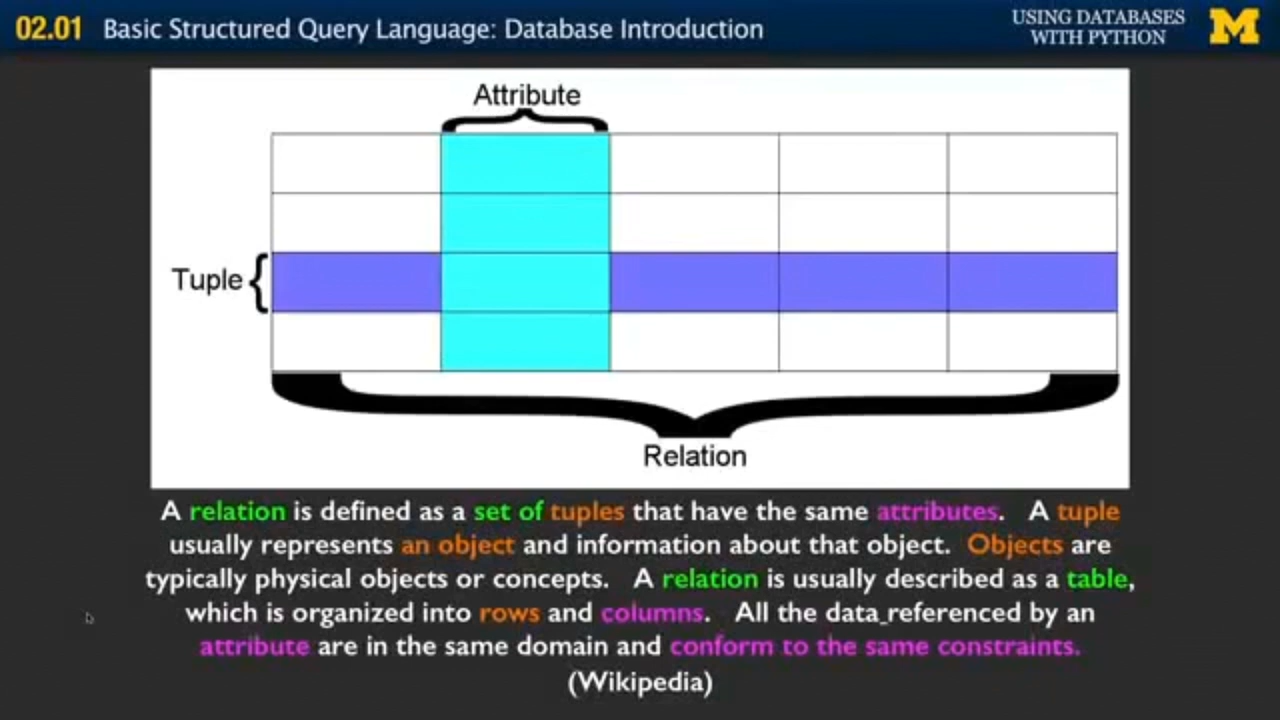 02.01 Basic Structured Query Language: Database Introduction
USING DATABASES
WITH PYTHON
M
Attribute
Tuple
Relation
A relation is defined as a set of tuples that have the same attributes. A tuple
usually represents an object and information about that object. Objects are
typically physical objects or concepts. A relation is usually described as a table,
which is organized into rows and columns. All the data referenced by an
attribute are in the same domain and conform to the same constraints.
(Wikipedia)